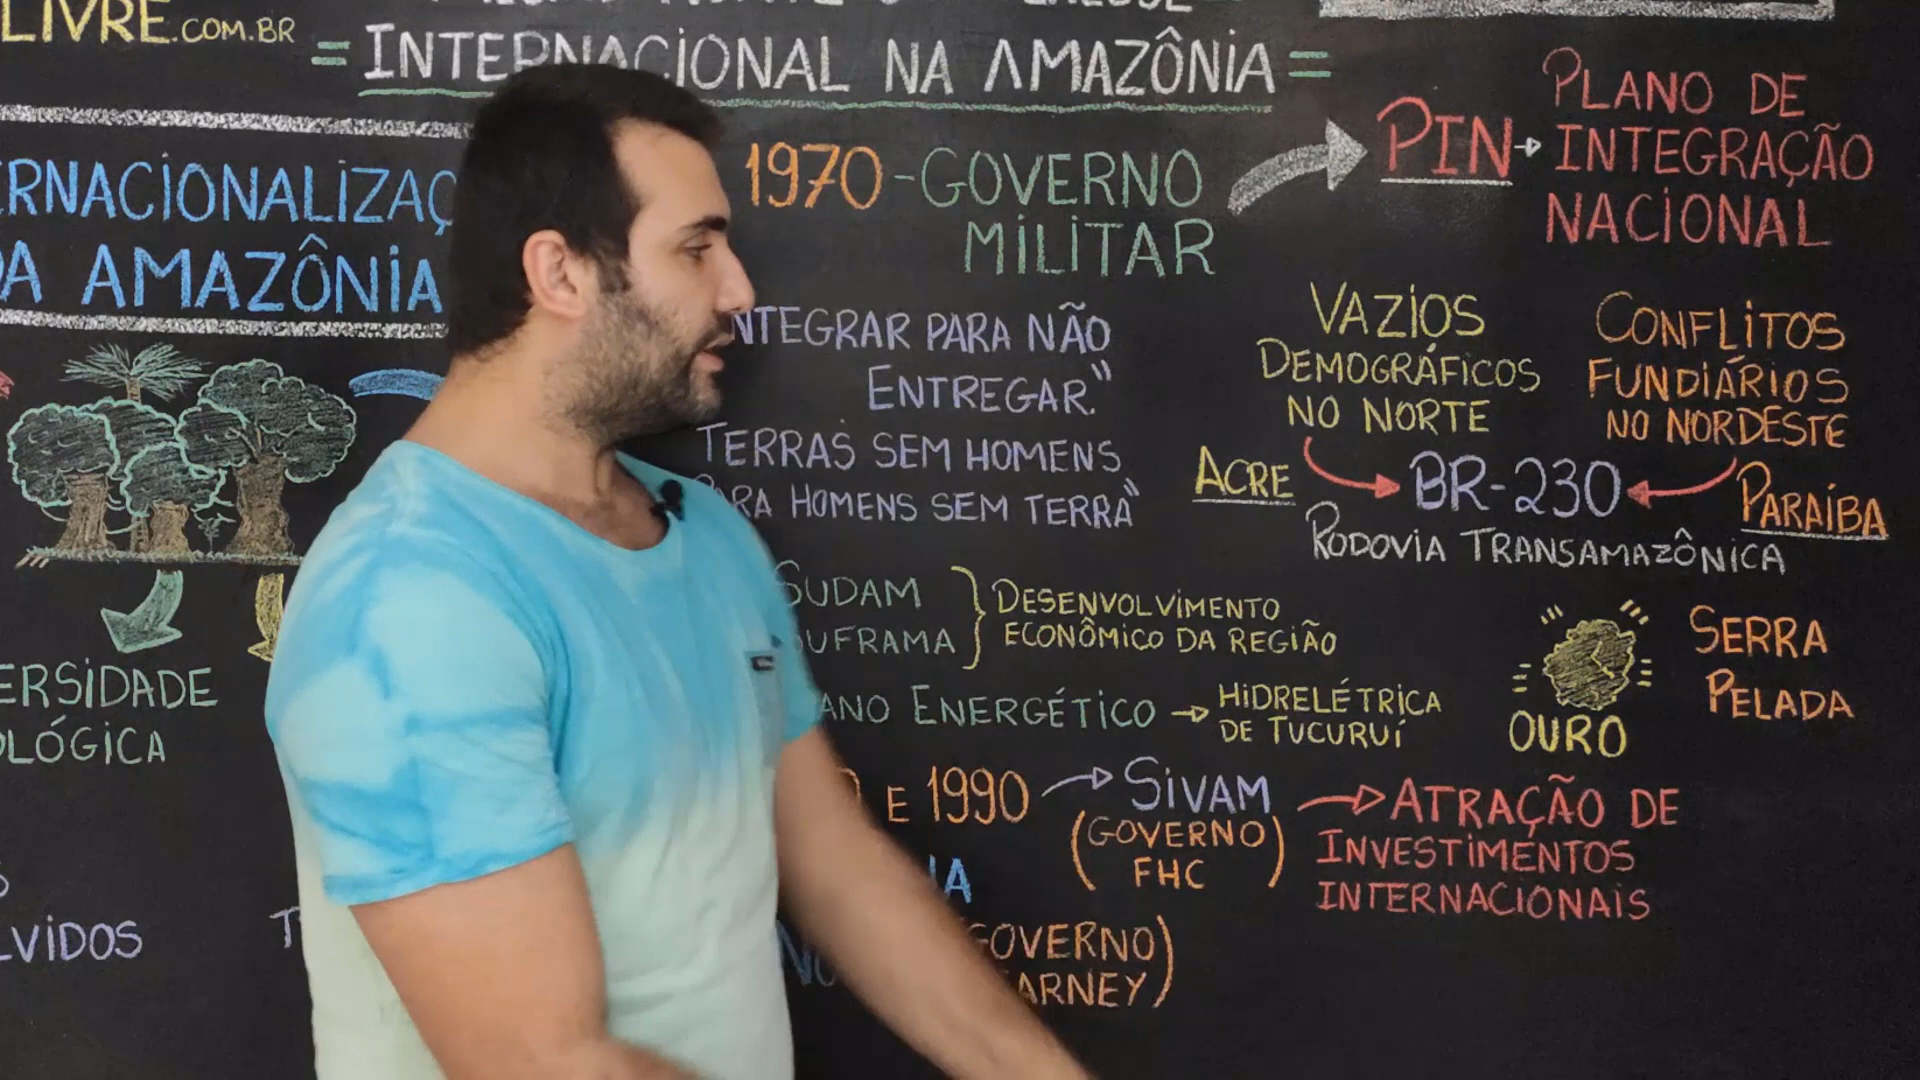 LIVRE.COM.BR
= INTERNACIONAL NA AMAZÔNIA =
DA AMAZÔNIA
1970 - GOVERNO
MILITAR
PIN → PLANO DE
INTEGRAÇÃO
NACIONAL
NTEGRAR PARA NÃO
ENTREGAR."
TERRAS SEM HOMENS
RA HOMENS SEM TERRA"
VAZIOS
DEMOGRÁFICOS
NO NORTE
CONFLITOS
FUNDIÁRIOS
NO NORDESTE
ACRE
BR-230
PARAÍBA
RODOVIA TRANSAMAZÔNICA
SUDAM
UFRAMA
DESENVOLVIMENTO
ECONÔMICO DA REGIÃO
ANO ENERGÉTICO → HIDRELÉTRICA
DE TUCURUÍ
OURO
SERRA
PELADA
ERSIDADE
LÓGICA
LVIDOS
E 1990 → SIVAM → ATRAÇÃO DE
(GOVERNO
FHC)
INVESTIMENTOS
INTERNACIONAIS
GOVERNO
ARNEY)